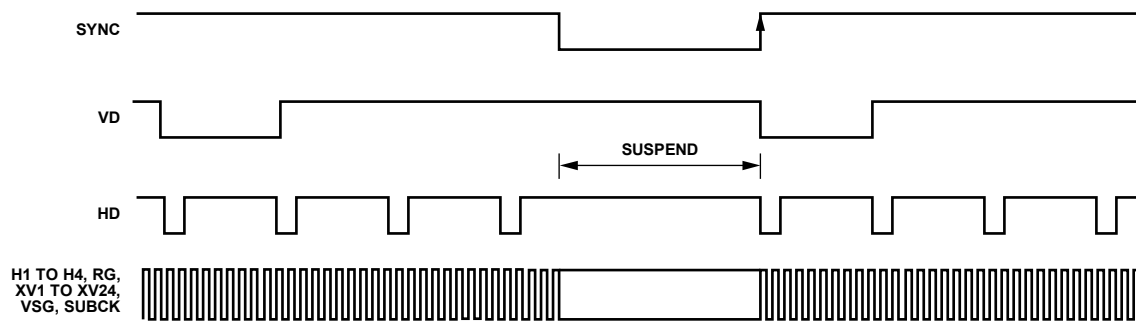 SYNC
VD
SUSPEND
HD
H1 TO H4, RG,
XV1 TO XV24,
VSG, SUBCK